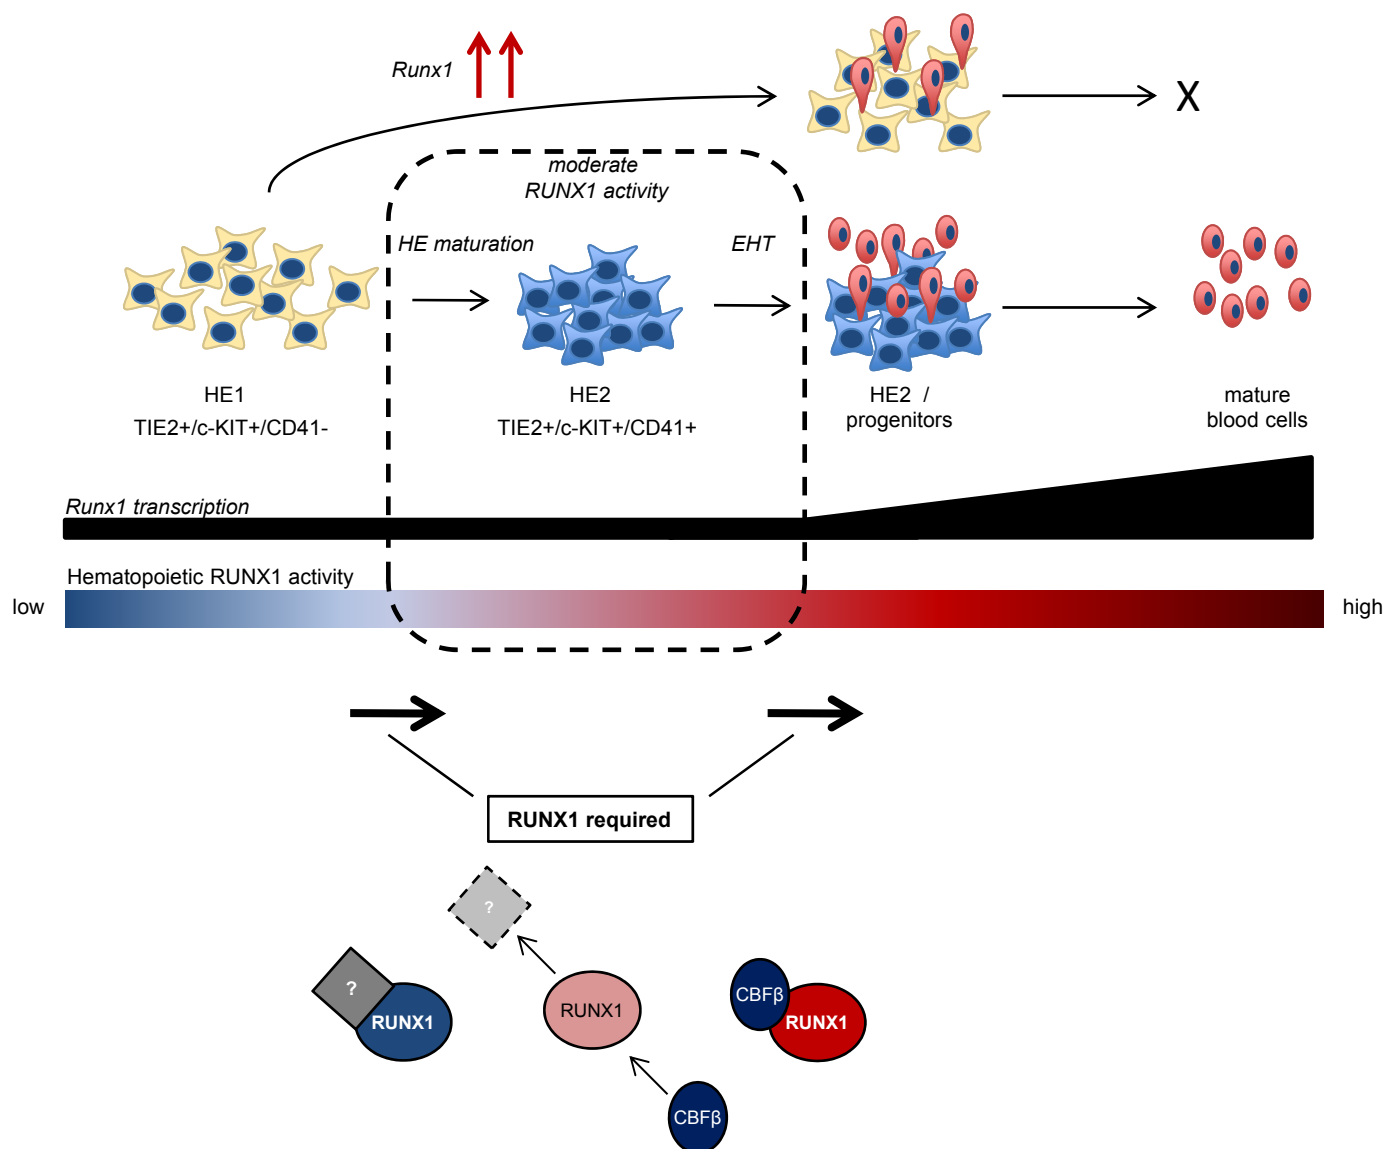 Runx1
X
moderate
RUNX1 activity
HE maturation
EHT
HE1
TIE2+/c-KIT+/CD41-
HE2
TIE2+/c-KIT+/CD41+
HE2 /
progenitors
mature
blood cells
Runx1 transcription
Hematopoietic RUNX1 activity
low
high
RUNX1 required
?
?
RUNX1
RUNX1
CBFβ
RUNX1
CBFβ